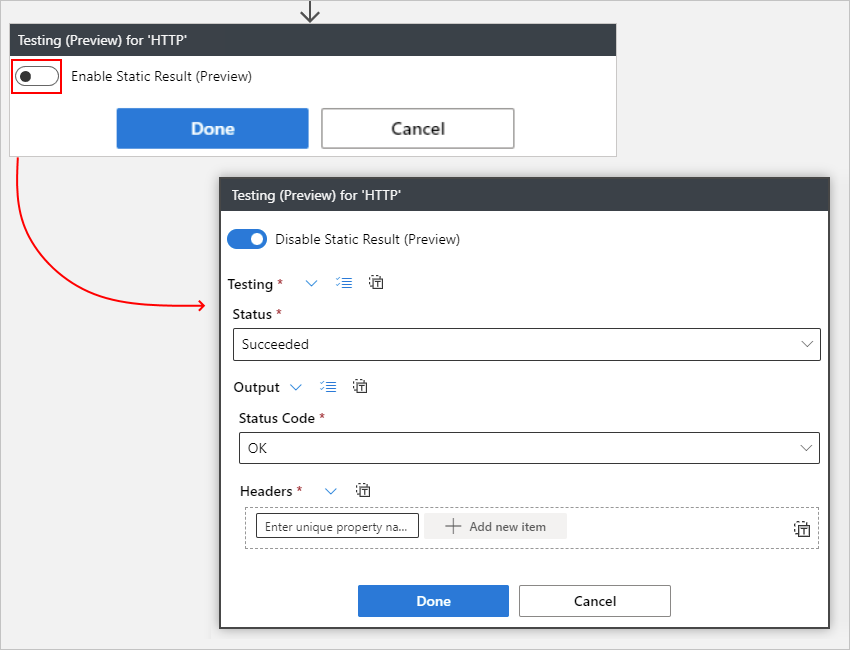 Testing (Preview) for 'HTTP'
Enable Static Result (Preview)
Done Cancel
Testing (Preview) for 'HTTP'
Disable Static Result (Preview)
Testing *
Status *
Succeeded
Output
Status Code *
OK
Headers *
Enter unique property na... Add new item
Done Cancel